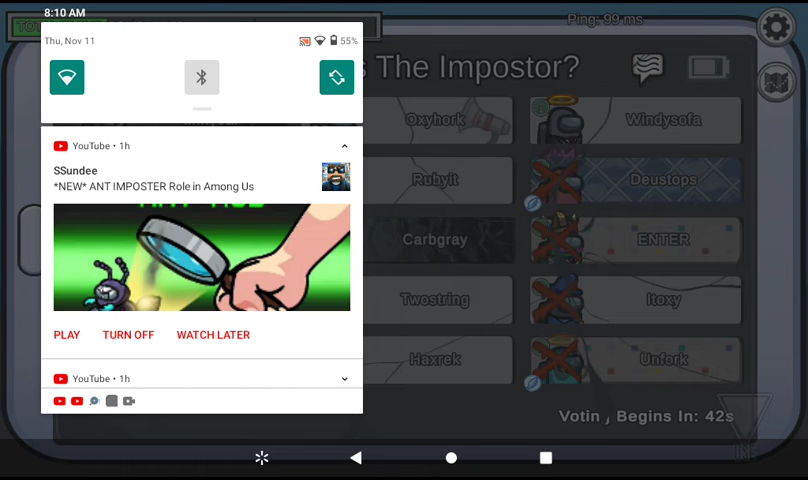 8:10 AM
Ping: 99 ms
Thu, Nov 11
55%
s The Impostor?
Oxyhork
Windysofa
YouTube • 1h
Rubyit
Deustops
SSundee
*NEW* ANT IMPOSTER Role in Among Us
Carbgray
ENTER
Twostring
Itoxy
PLAY
TURN OFF
WATCH LATER
Haxrek
Unfork
YouTube • 1h
Votin
Begins In: 42s
USE